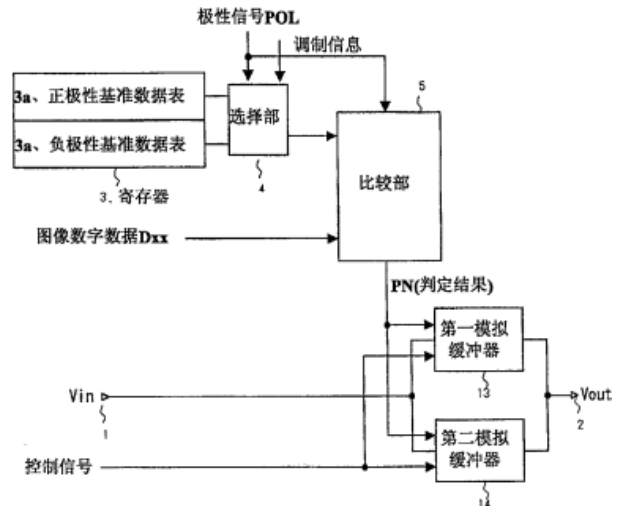 极性信号POL
调制信息
5
3a、正极性基准数据表
3a、负极性基准数据表
选择部
4
3. 寄存器
比较部
图像数字数据Dxx
PN(判定结果)
第一模拟
缓冲器
13
Vin
1
Vout
2
第二模拟
缓冲器
控制信号
14